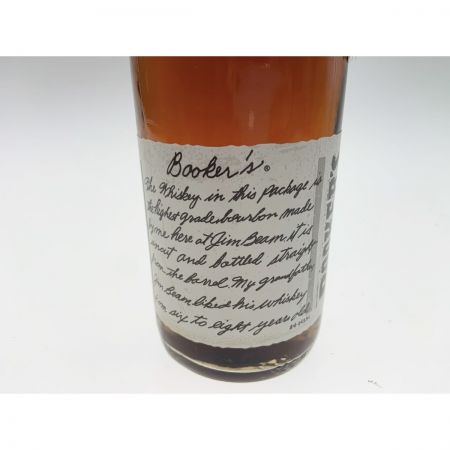 Booker's®
The Whiskey in this package is
the highest grade bourbon made
by me here at Jim Beam. It is
uncut and bottled straight
from the barrel. My grandfather
Jim Beam liked his whiskey
from six to eight years old